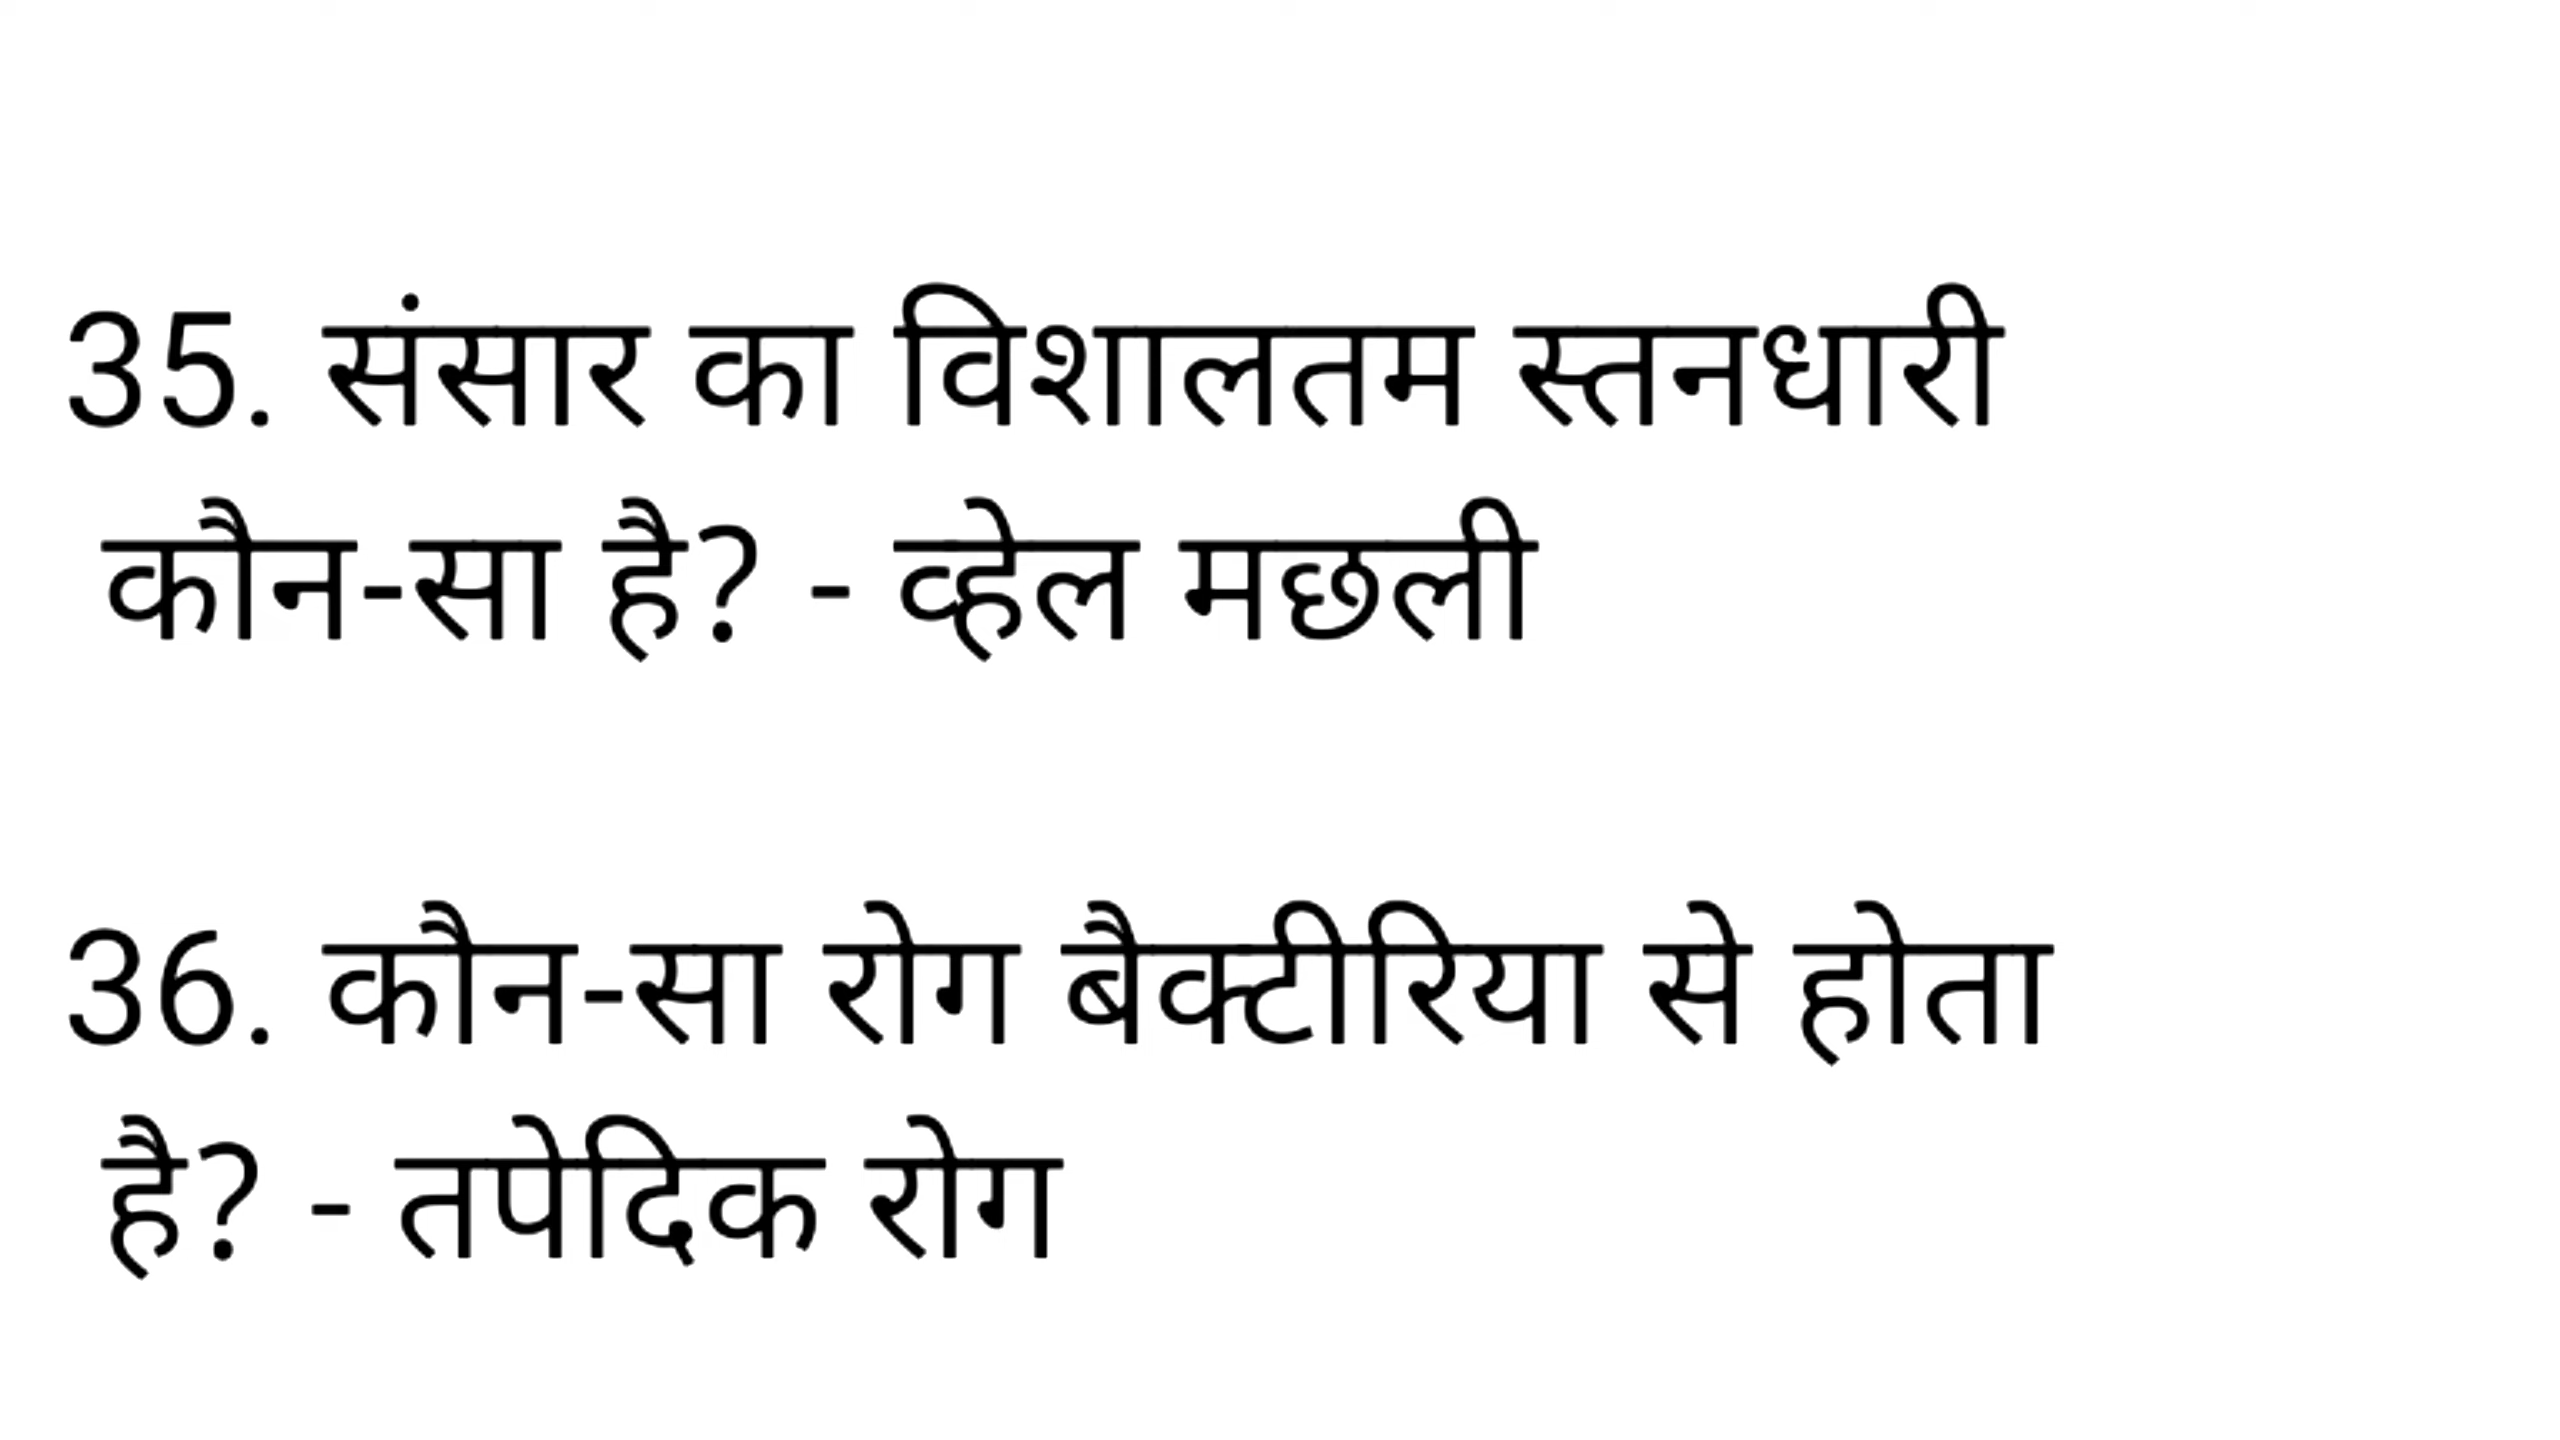 35. संसार का विशालतम स्तनधारी
कौन-सा है? - व्हेल मछली
36. कौन-सा रोग बैक्टीरिया से होता
है? - तपेदिक रोग